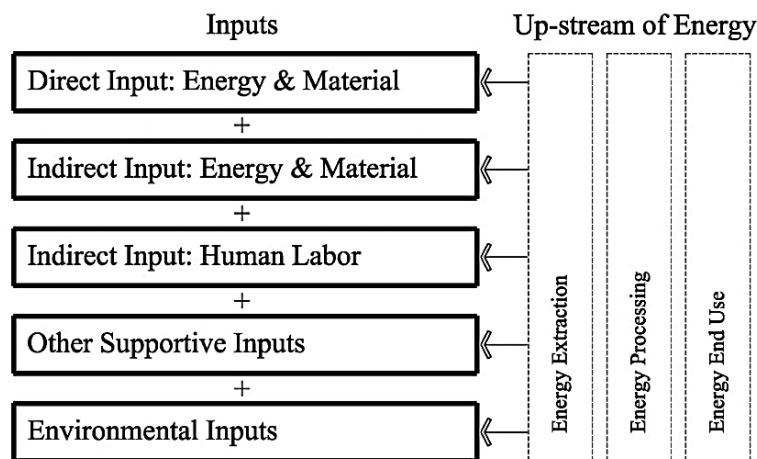 Inputs
Up-stream of Energy
Direct Input: Energy & Material
+
Indirect Input: Energy & Material
+
Indirect Input: Human Labor
+
Other Supportive Inputs
+
Environmental Inputs
Energy Extraction
Energy Processing
Energy End Use